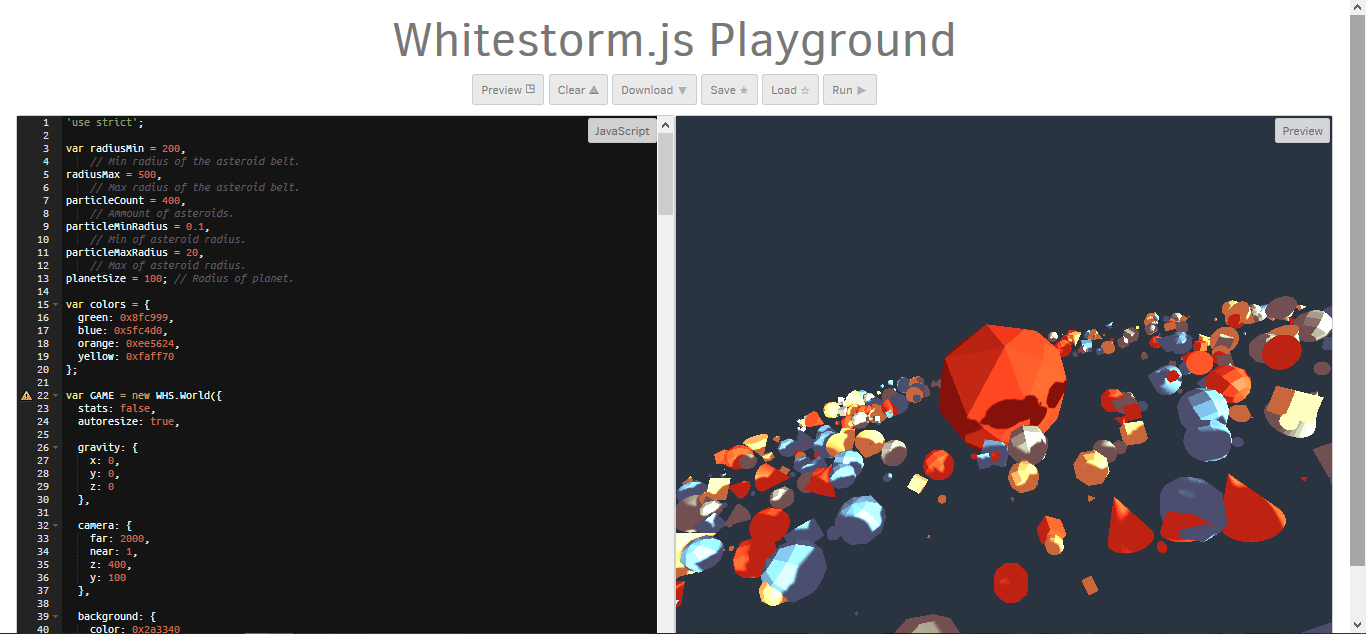 Whitestorm.js Playground
Preview Clear Download Save Load Run
JavaScript
Preview
1 'use strict';
2
3 var radiusMin = 200,
4 // Min radius of the asteroid belt.
5 radiusMax = 500,
6 // Max radius of the asteroid belt.
7 particleCount = 400,
8 // Ammount of asteroids.
9 particleMinRadius = 0.1,
10 // Min of asteroid radius.
11 particleMaxRadius = 20,
12 // Max of asteroid radius.
13 planetSize = 100; // Radius of planet.
14
15 var colors = {
16 green: 0x8fc999,
17 blue: 0x5fc4d0,
18 orange: 0xee5624,
19 yellow: 0xfaff70
20 };
21
22 var GAME = new WHS.World({
23 stats: false,
24 autoresize: true,
25
26 gravity: {
27 x: 0,
28 y: 0,
29 z: 0
30 },
31
32 camera: {
33 far: 2000,
34 near: 1,
35 z: 400,
36 y: 100
37 },
38
39 background: {
40 color: 0x2a3340